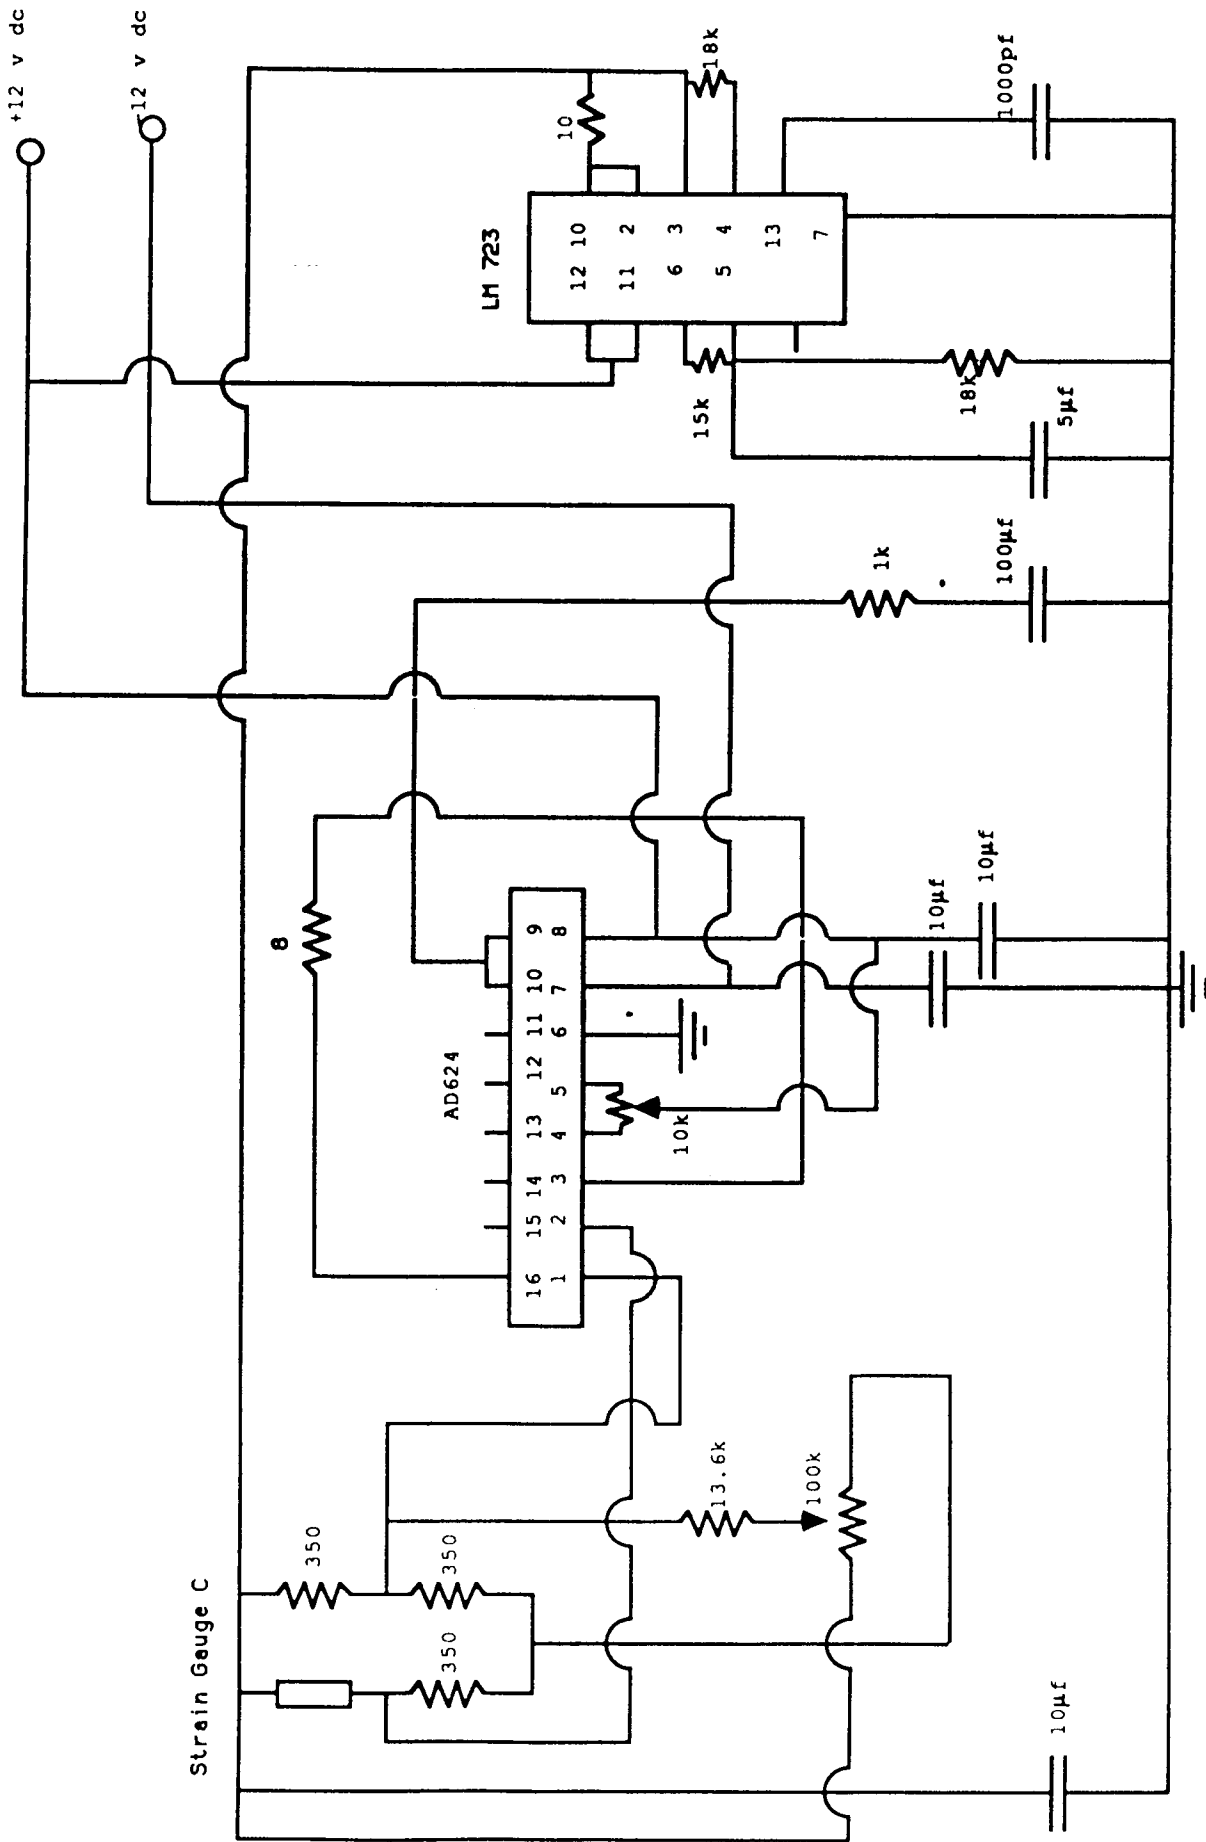 +12 v dc
-12 v dc
Strain Gauge C
350
350
350
13.6k
100k
10µf
8
AD624
16 15 14 13 12 11 10 9
1 2 3 4 5 6 7 8
10k
10µf
10µf
1k
100µf
LM 723
12 10
11 2
6 3
5 4
13
7
10
18k
15k
18k
5µf
1000pf